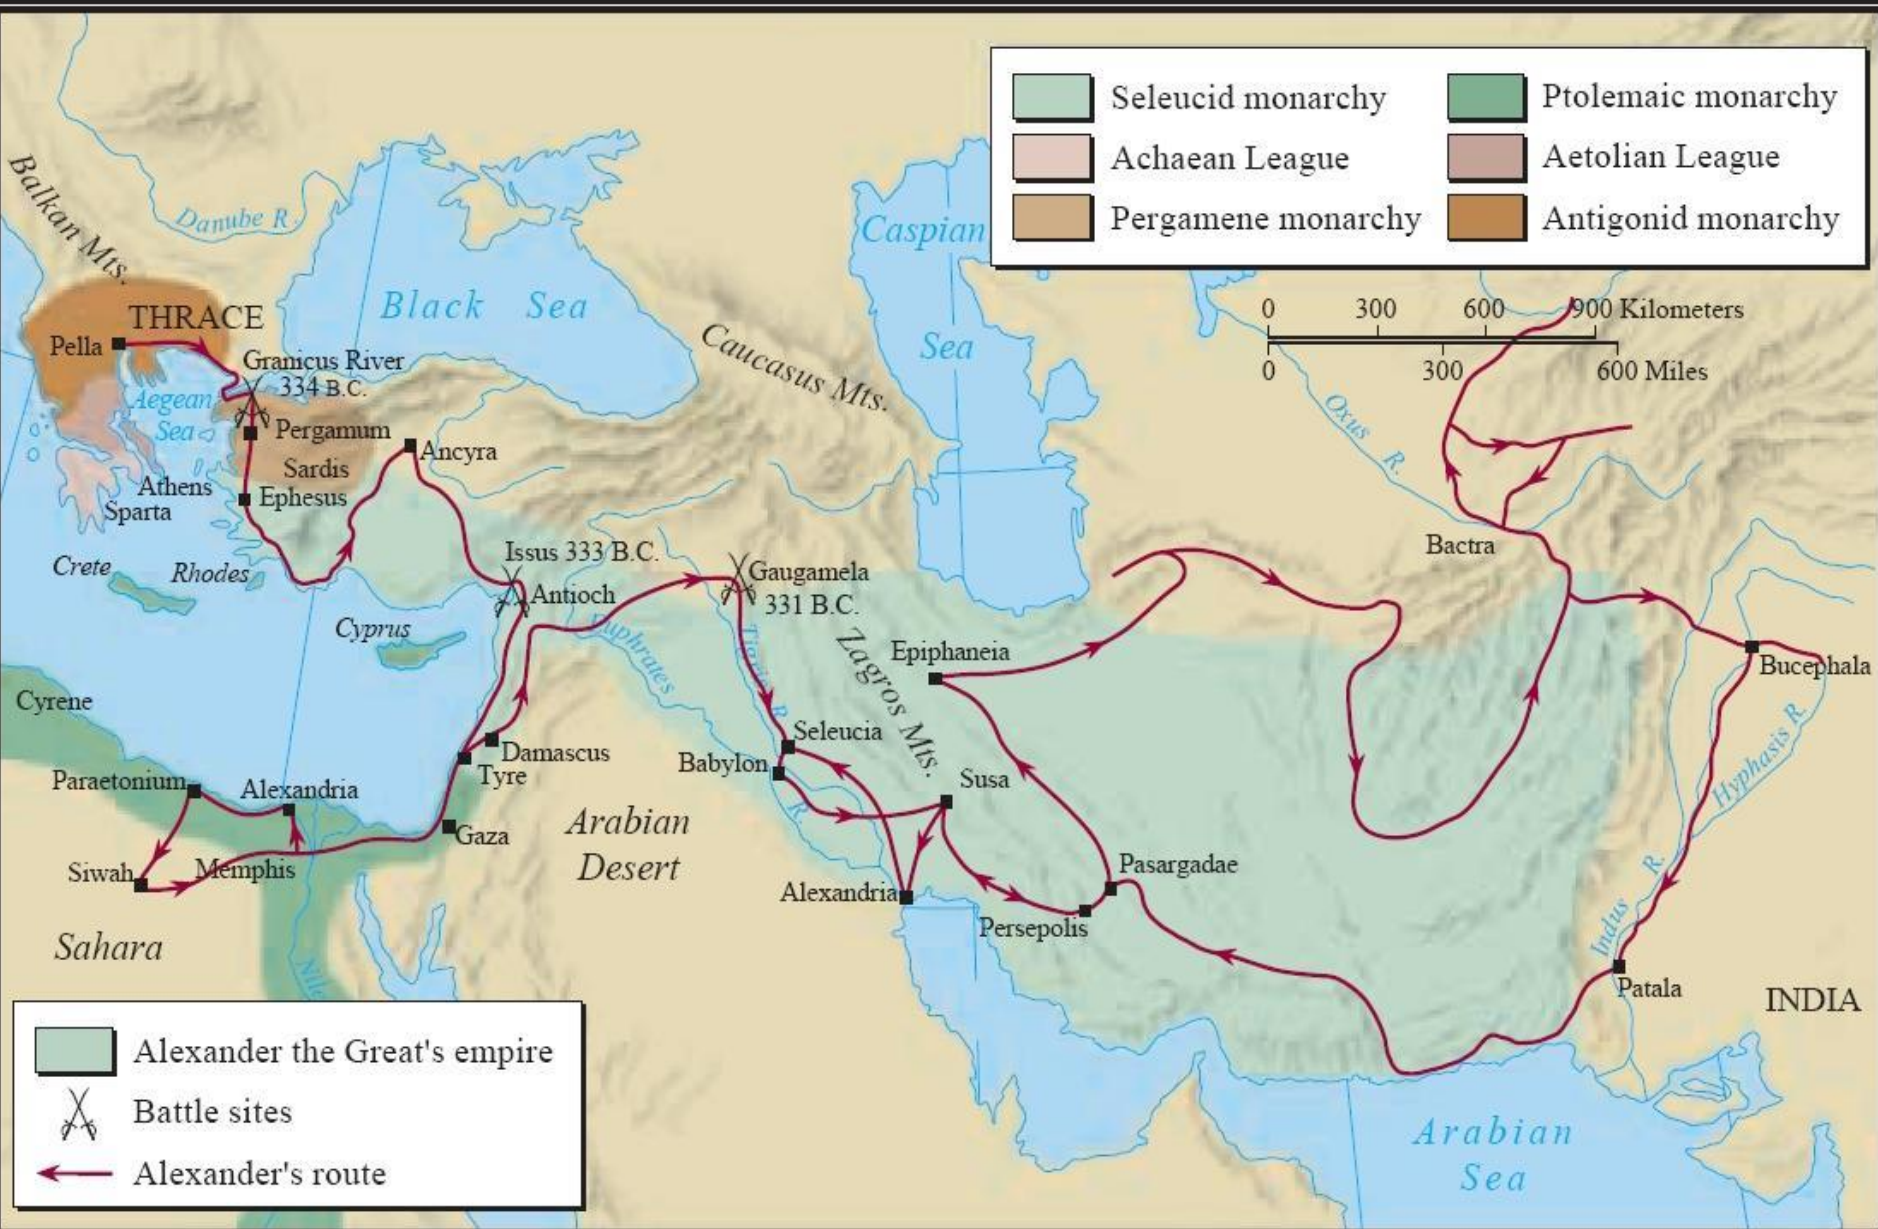 Seleucid monarchy
Ptolemaic monarchy
Achaean League
Aetolian League
Pergamene monarchy
Antigonid monarchy
0 300 600 900 Kilometers
0 300 600 Miles
Balkan Mts.
Danube R.
Black Sea
Caspian
Sea
Caucasus Mts.
Oxus R.
THRACE
Pella
Granicus River
334 B.C.
Aegean
Sea
Pergamum
Sardis
Ancyra
Athens
Ephesus
Sparta
Crete
Rhodes
Cyprus
Issus 333 B.C.
Antioch
Gaugamela
331 B.C.
Euphrates
Tigris R.
Zagros Mts.
Epiphaneia
Bactra
Bucephala
Hyphasis R.
Cyrene
Seleucia
Babylon
R.
Susa
Damascus
Tyre
Paraetonium
Alexandria
Gaza
Arabian
Desert
Siwah
Memphis
Alexandria
Pasargadae
Persepolis
Sahara
Nile
Indus R.
Patala
INDIA
Arabian
Sea
Alexander the Great's empire
Battle sites
Alexander's route